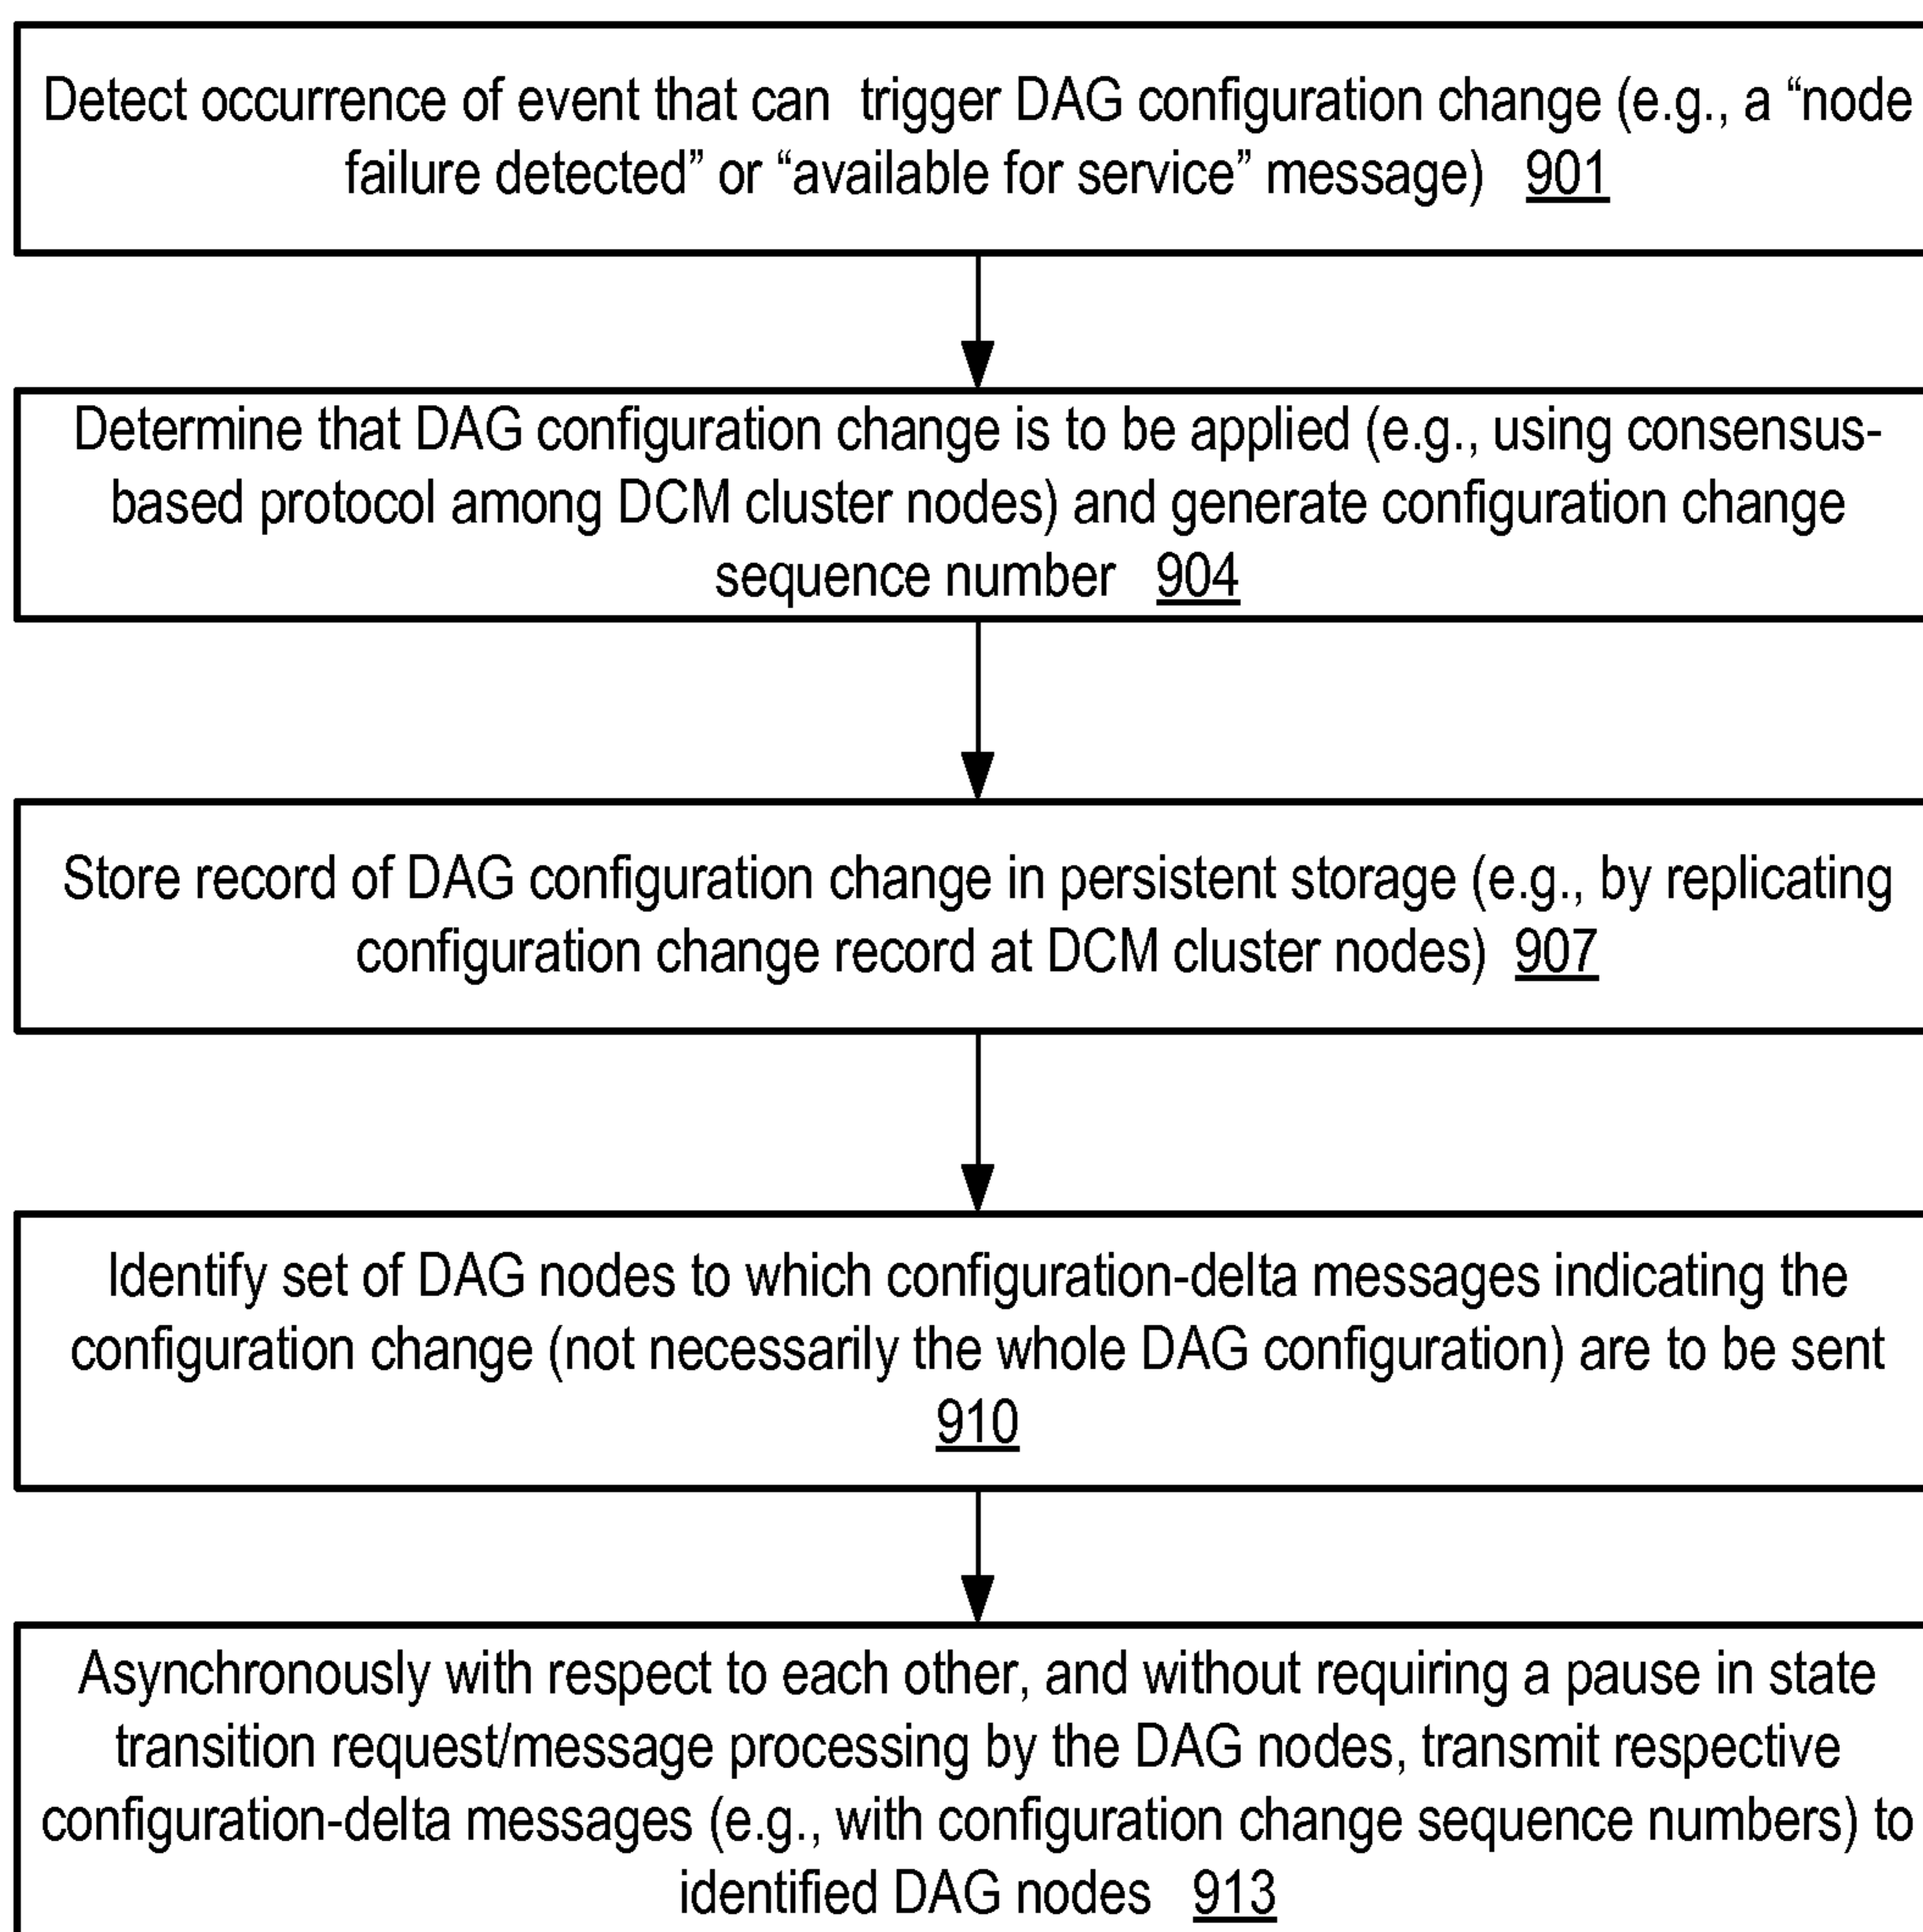 Detect occurrence of event that can  trigger DAG configuration change (e.g., a “node
failure detected” or “available for service” message)   901
Determine that DAG configuration change is to be applied (e.g., using consensus-
based protocol among DCM cluster nodes) and generate configuration change
sequence number   904
Store record of DAG configuration change in persistent storage (e.g., by replicating
configuration change record at DCM cluster nodes)  907
Identify set of DAG nodes to which configuration-delta messages indicating the
configuration change (not necessarily the whole DAG configuration) are to be sent
910
Asynchronously with respect to each other, and without requiring a pause in state
transition request/message processing by the DAG nodes, transmit respective
configuration-delta messages (e.g., with configuration change sequence numbers) to
identified DAG nodes   913